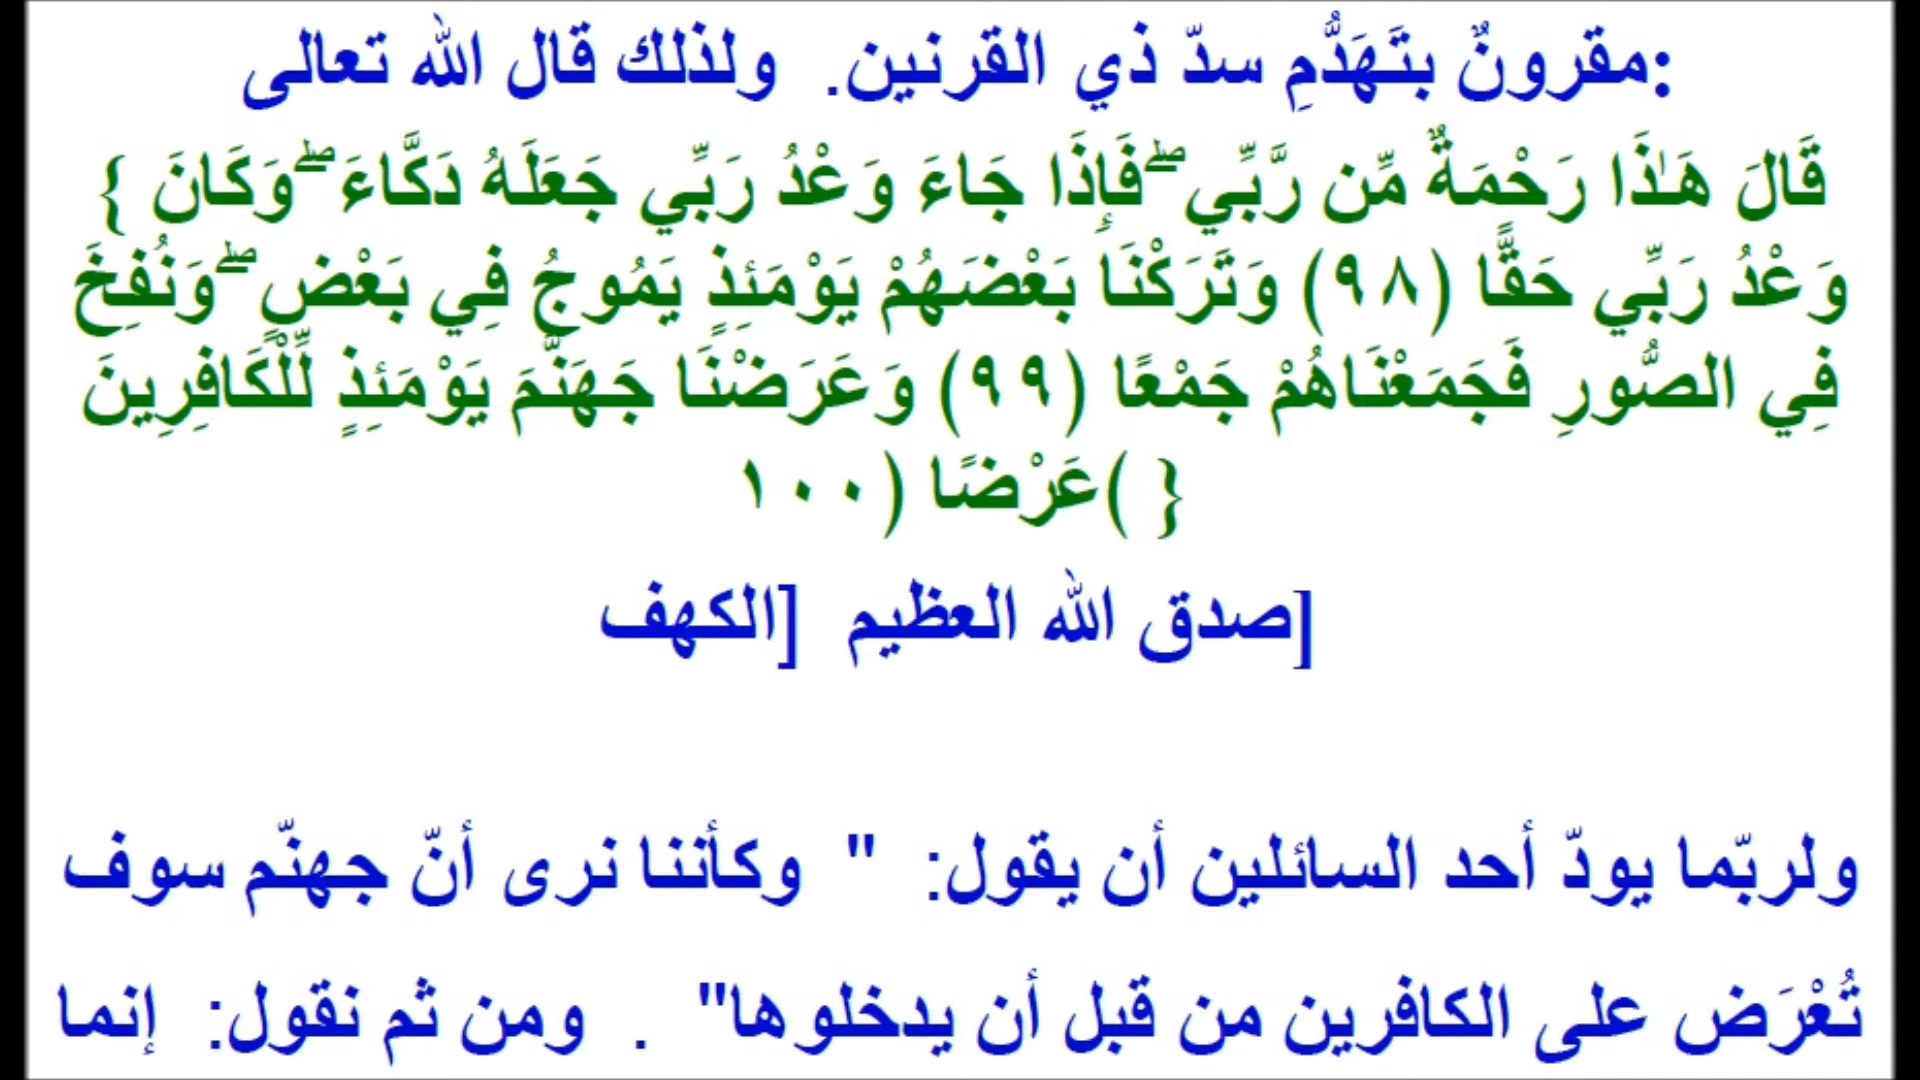 مقرونٌ بتَهَدُّمِ سدّ ذي القرنين. ولذلك قال الله تعالى:
{ قَالَ هَـٰذَا رَحْمَةٌ مِّن رَّبِّي ۖ فَإِذَا جَاءَ وَعْدُ رَبِّي جَعَلَهُ دَكَّاءَ ۖ وَكَانَ
وَعْدُ رَبِّي حَقًّا (٩٨) وَتَرَكْنَا بَعْضَهُمْ يَوْمَئِذٍ يَمُوجُ فِي بَعْضٍ ۖ وَنُفِخَ
فِي الصُّورِ فَجَمَعْنَاهُمْ جَمْعًا (٩٩) وَعَرَضْنَا جَهَنَّمَ يَوْمَئِذٍ لِّلْكَافِرِينَ
عَرْضًا (١٠٠) }
صدق الله العظيم [الكهف]
ولربّما يودّ أحد السائلين أن يقول: " وكأننا نرى أنّ جهنّم سوف
تُعْرَض على الكافرين من قبل أن يدخلوها" . ومن ثم نقول: إنما